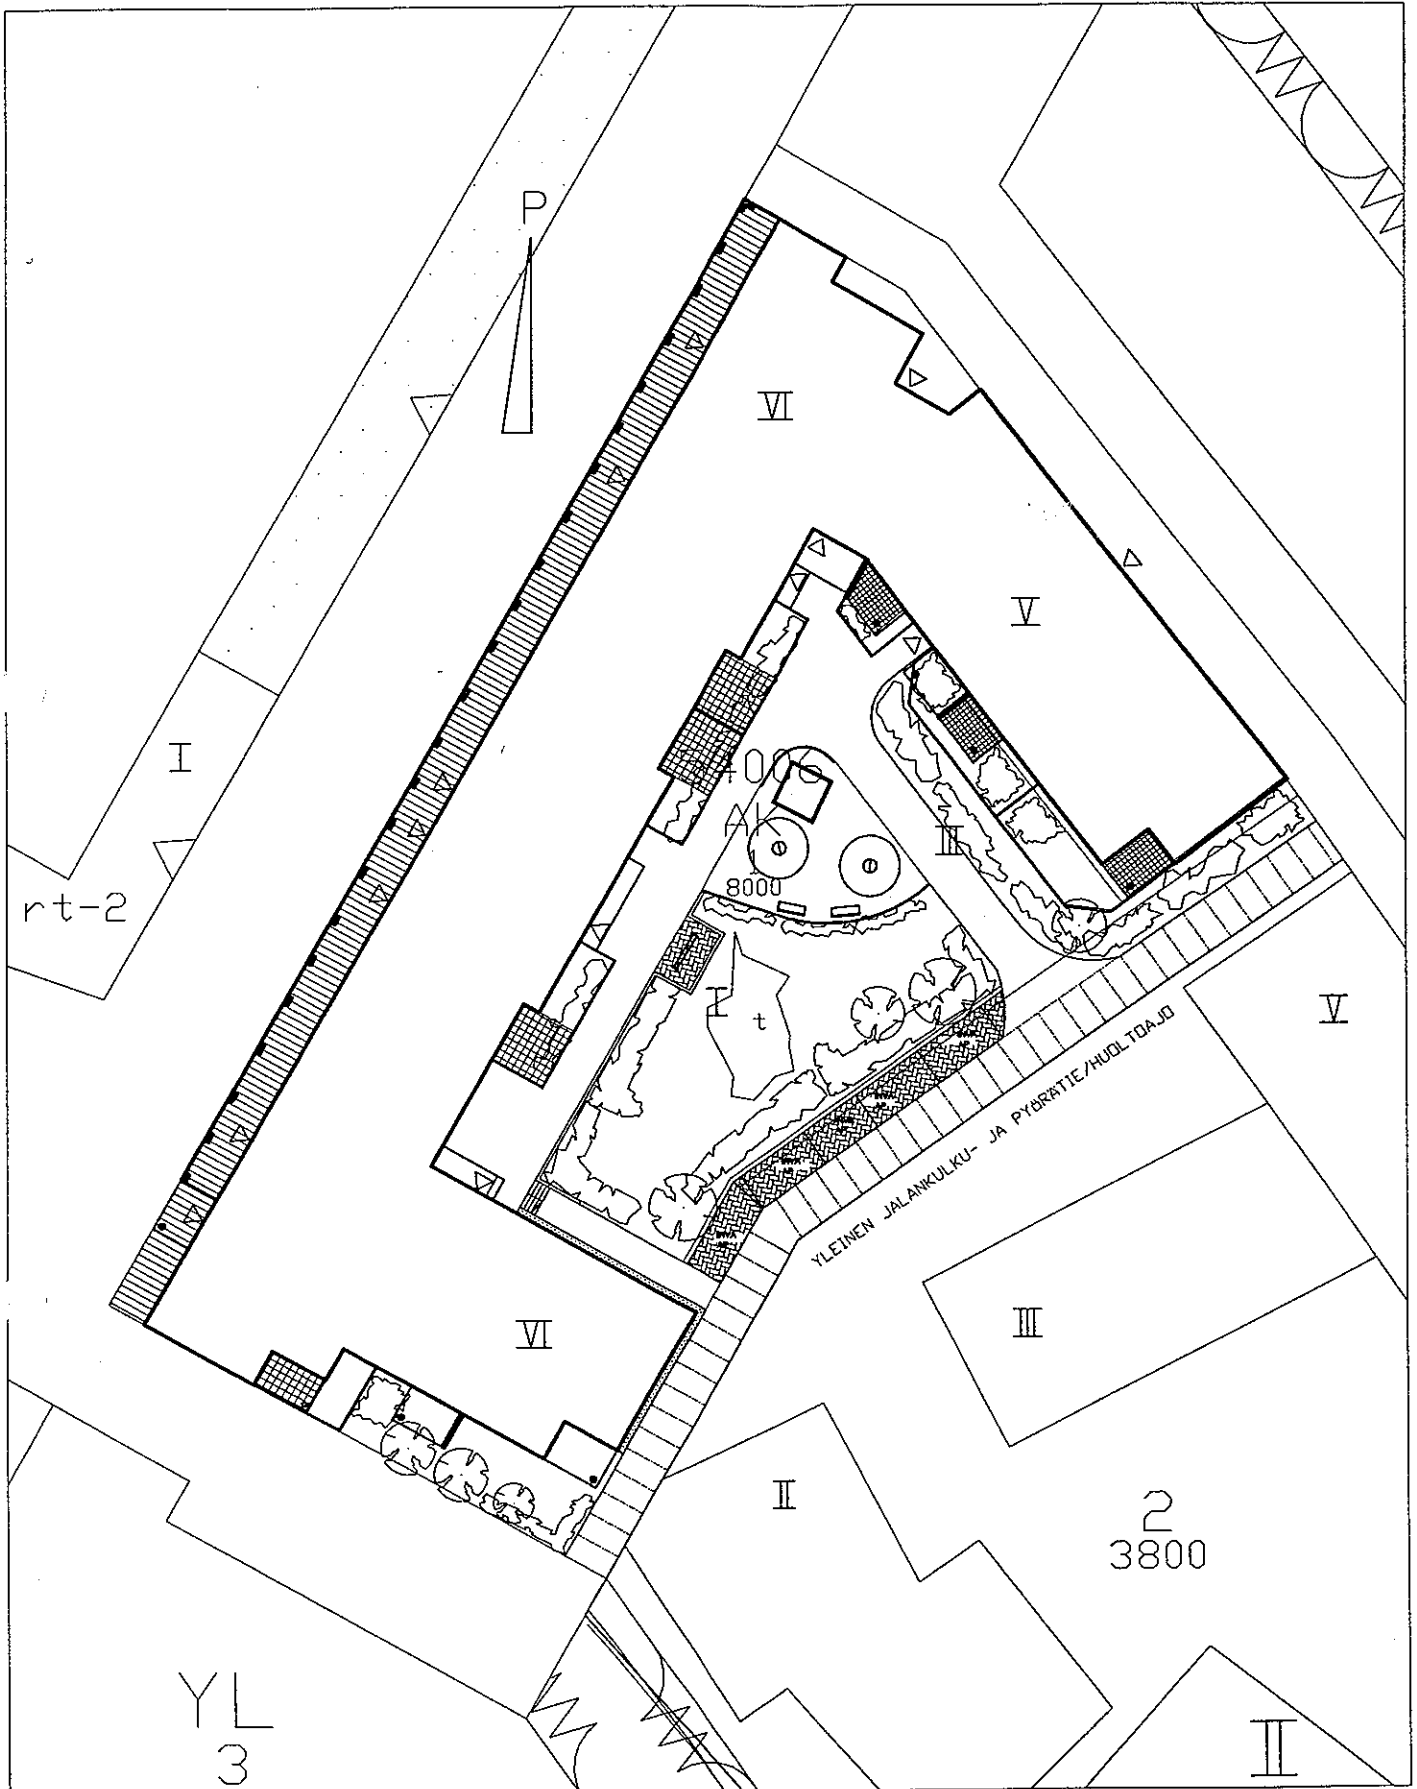 P
VI
V
I
rt-2
AK
III
8000
I
t
V
YLEINEN JALANKULKU- JA PYÖRÄTIE/HUOLTOAJO
VI
III
II
2
3800
YL
3
II